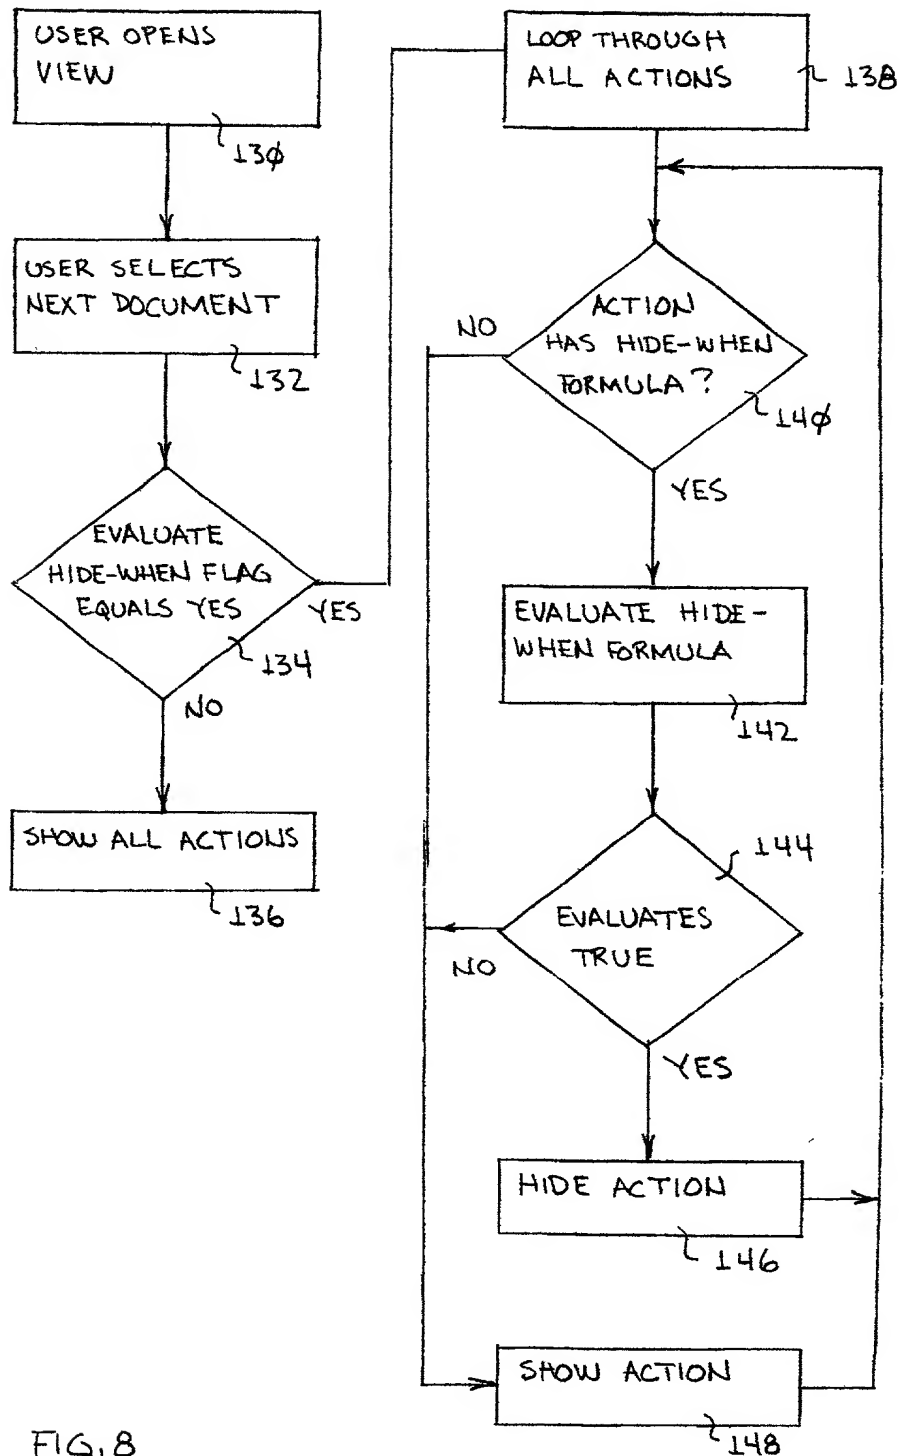 USER OPENS
VIEW
130
USER SELECTS
NEXT DOCUMENT
132
EVALUATE
HIDE-WHEN FLAG
EQUALS YES
134
YES
NO
SHOW ALL ACTIONS
136
LOOP THROUGH
ALL ACTIONS
138
ACTION
HAS HIDE-WHEN
FORMULA?
140
NO
YES
EVALUATE HIDE-
WHEN FORMULA
142
144
EVALUATES
TRUE
NO
YES
HIDE ACTION
146
SHOW ACTION
148
FIG. 8